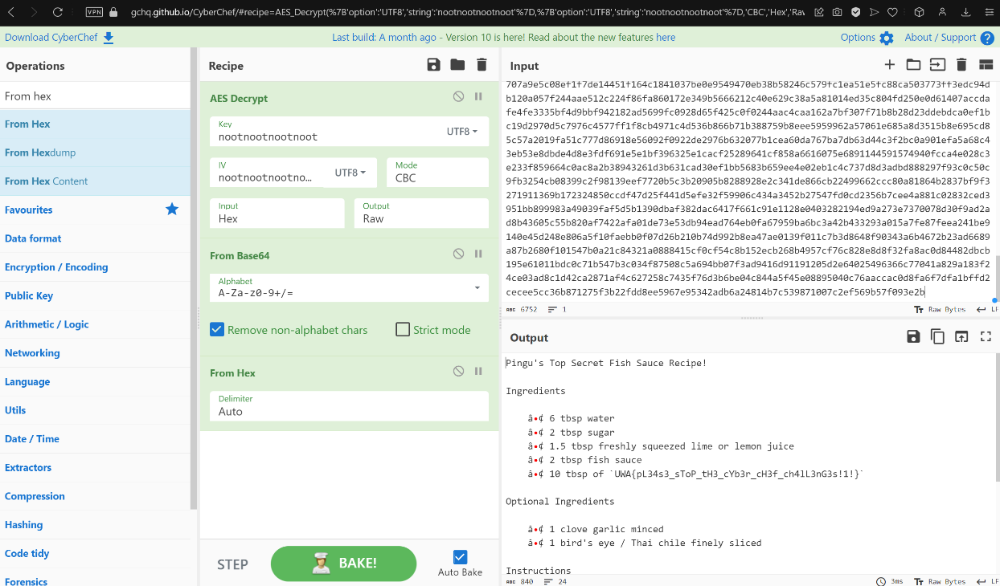 VPN
gchq.github.io/CyberChef/#recipe=AES_Decrypt(%7B'option':'UTF8','string':'nootnootnootnoot'%7D,%7B'option':'UTF8','string':'nootnootnootnoot'%7D,'CBC','Hex','Raw
Download CyberChef
Last build: A month ago - Version 10 is here! Read about the new features here
Options
About / Support
Operations
From hex
From Hex
From Hexdump
From Hex Content
Favourites
Data format
Encryption / Encoding
Public Key
Arithmetic / Logic
Networking
Language
Utils
Date / Time
Extractors
Compression
Hashing
Code tidy
Forensics
Recipe
AES Decrypt
Key
nootnootnootnoot
UTF8
IV
nootnootnootno…
UTF8
Mode
CBC
Input
Hex
Output
Raw
From Base64
Alphabet
A-Za-z0-9+/=
Remove non-alphabet chars
Strict mode
From Hex
Delimiter
Auto
STEP
BAKE!
Auto Bake
Input
707a9e5c08ef1f7de14451f164c1841037be0e9549470eb38b58246c579fc1ea51e5fc88ca503773ff3edc94d
b120a057f244aae512c224f86fa860172e349b5666212c40e629c38a5a81014ed35c804fd250e0d61407accda
fe4fe3335bf4d9bbf942182ad5699fc0928d65f425c0f0244aac4caa162a7bf307f71b8b28d23ddebdca0ef1b
c19d2970d5c7976c4577ff1f8cb4971c4d536b866b71b388759b8eee5959962a57061e685a8d3515b8e695cd8
5c57a2019fa51c777d86918e56092f0922de2976b632077b1cea60da767ba7db63d44c3f2bc0a901efa5a68c4
3eb53e8dbde4d8e3fdf691e5e1bf396325e1cacf25289641cf858a6616075e6891144591574940fcca4e028c3
e233f859664c0ac8a2b38943261d3b631cad30ef1bb5683b659ee4e02eb1c4c737d8d3adbd888297f93c0c50c
9fb3254cb08399c2f98139eef7720b5c3b20905b8288928e2c341de866cb22499662ccc80a81864b2837bf9f3
271911369b172324850ccdf47d25f441d5efe32f59906c434a3452b27547fd0cd2356b7cee4a881c02832ced3
951bb899983a49039faf5d5b1390dbaf382dac6417f661c91e1128e0403282194ed9a273e7370078d30f9ad2a
d8b43605c55b820af7422afa01de73e53db94ead764eb0fa67959ba6bc3a42b433293a015a7fe87feea241be9
140e45d248e806a5f10faebb0f07d26b210b74d992b8ea47ae0139f011c7b3d8648f90343a6b4672b23ad6689
a87b2680f101547b0a21c84321a0888415cf0cf54c8b152ecb268b4957cf76c828e8d8f32fa8ac0d84482dbcb
195e61011bdc0c71b547b3c034f87508c5a694bb07f3ad9416d91191205d2e64025496366c77041a829a183f2
4ce03ad8c1d42ca2871af4c627258c7435f76d3b6be04c844a5f45e08895040c76aaccac0d8fa6f7dfa1bffd2
cecee5cc36b871275f3b22fdd8ee5967e95342adb6a24814b7c539871007c2ef569b57f093e2b
ABC 6752
1
Raw Bytes
LF
Output
Pingu's Top Secret Fish Sauce Recipe!
Ingredients
â•¢ 6 tbsp water
â•¢ 2 tbsp sugar
â•¢ 1.5 tbsp freshly squeezed lime or lemon juice
â•¢ 2 tbsp fish sauce
â•¢ 10 tbsp of `UWA{pL34s3_sToP_tH3_cYb3r_cH3f_ch4lL3nG3s!1!}`
Optional Ingredients
â•¢ 1 clove garlic minced
â•¢ 1 bird's eye / Thai chile finely sliced
Instructions
ABC 840
24
3ms
Raw Bytes
LF